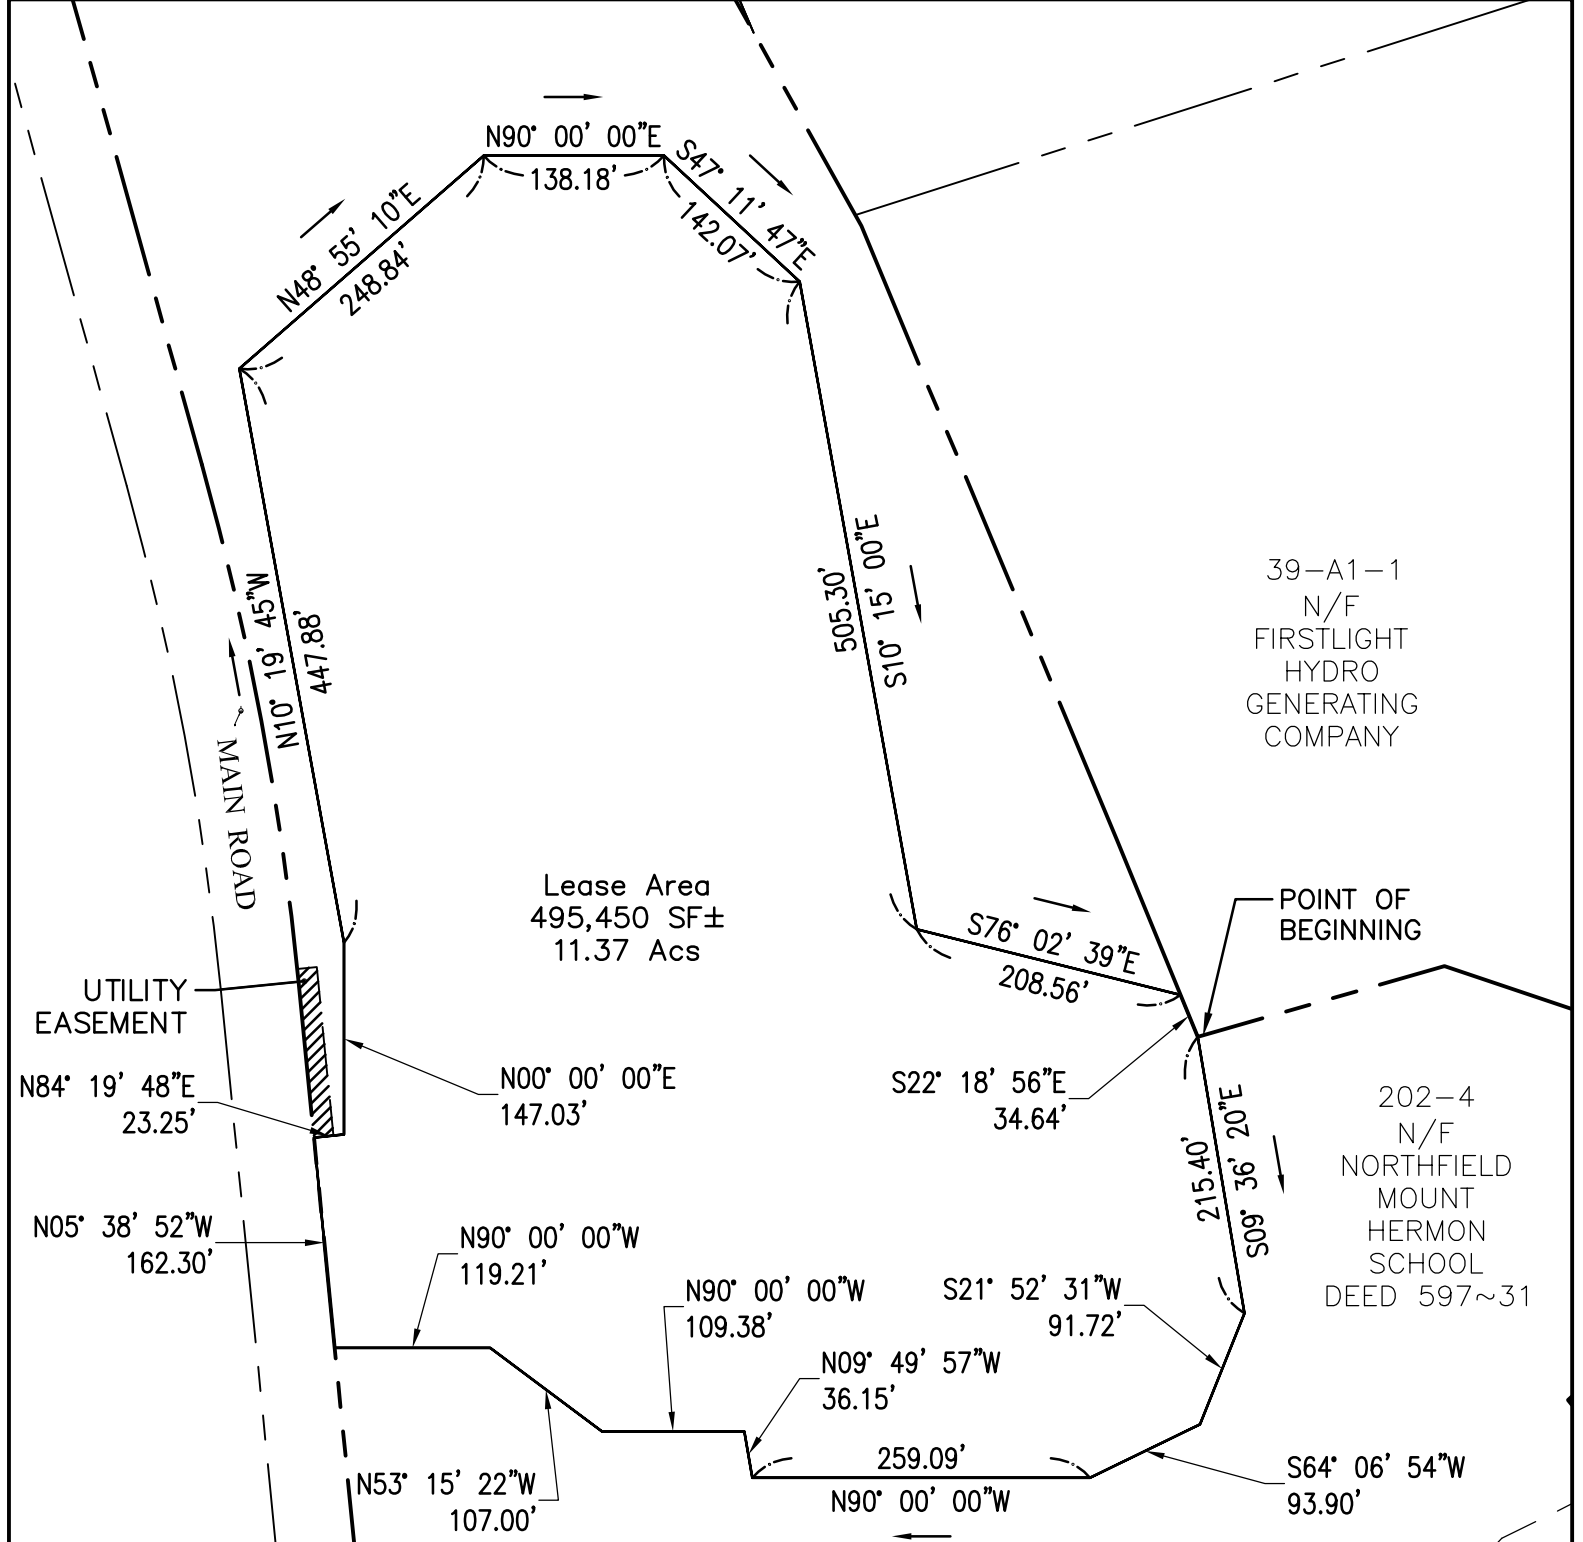 N90° 00' 00"E
138.18'
S47° 11' 47"E
142.07'
N48° 55' 10"E
248.84'
N10° 19' 45"W
447.88'
505.30'
S10° 15' 00"E
39-A1-1
N/F
FIRSTLIGHT
HYDRO
GENERATING
COMPANY
MAIN ROAD
Lease Area
495,450 SF±
11.37 Acs
POINT OF
BEGINNING
S76° 02' 39"E
208.56'
UTILITY
EASEMENT
N84° 19' 48"E
23.25'
N00° 00' 00"E
147.03'
S22° 18' 56"E
34.64'
215.40'
S09° 36' 20"E
202-4
N/F
NORTHFIELD
MOUNT
HERMON
SCHOOL
DEED 597~31
N05° 38' 52"W
162.30'
N90° 00' 00"W
119.21'
N90° 00' 00"W
109.38'
S21° 52' 31"W
91.72'
N09° 49' 57"W
36.15'
N53° 15' 22"W
107.00'
259.09'
N90° 00' 00"W
S64° 06' 54"W
93.90'